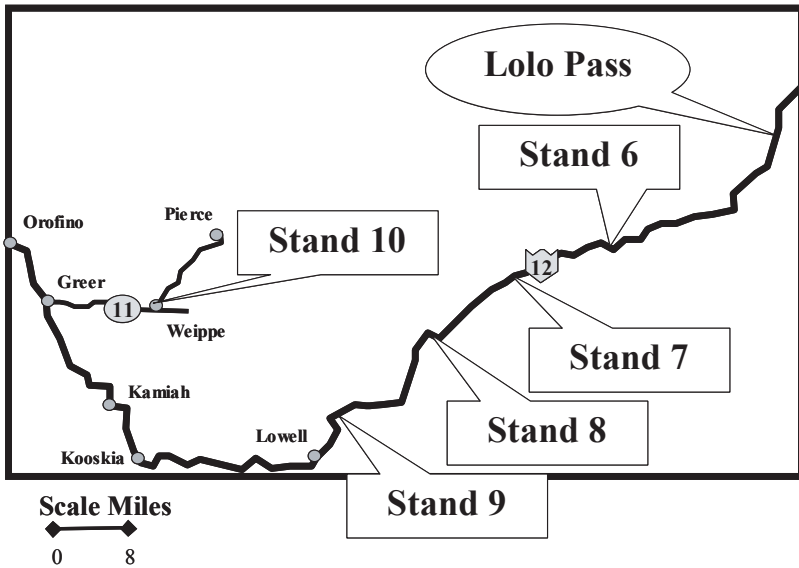 Lolo Pass
Stand 6
Pierce
Orofino
Stand 10
12
Greer
11
Weippe
Stand 7
Kamiah
Stand 8
Lowell
Kooskia
Stand 9
Scale Miles
0 8